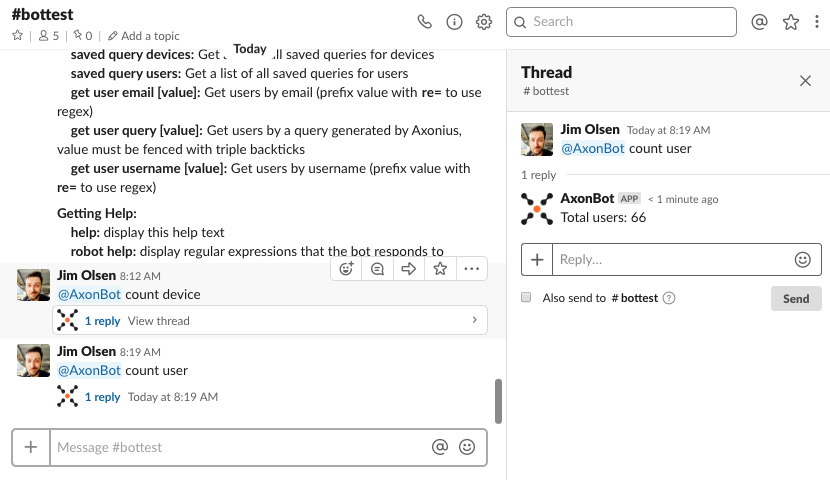 #bottest
5
0
Add a topic
Search
saved query devices: Get
all saved queries for devices
Today
saved query users: Get a list of all saved queries for users
get user email [value]: Get users by email (prefix value with re= to use
regex)
get user query [value]: Get users by a query generated by Axonius,
value must be fenced with triple backticks
get user username [value]: Get users by username (prefix value with
re= to use regex)
Getting Help:
help: display this help text
robot help: display regular expressions that the bot responds to
Jim Olsen 8:12 AM
@AxonBot count device
1 reply View thread
Jim Olsen 8:19 AM
@AxonBot count user
1 reply Today at 8:19 AM
Message #bottest
Thread
# bottest
Jim Olsen Today at 8:19 AM
@AxonBot count user
1 reply
AxonBot APP < 1 minute ago
Total users: 66
Reply...
Also send to # bottest
Send